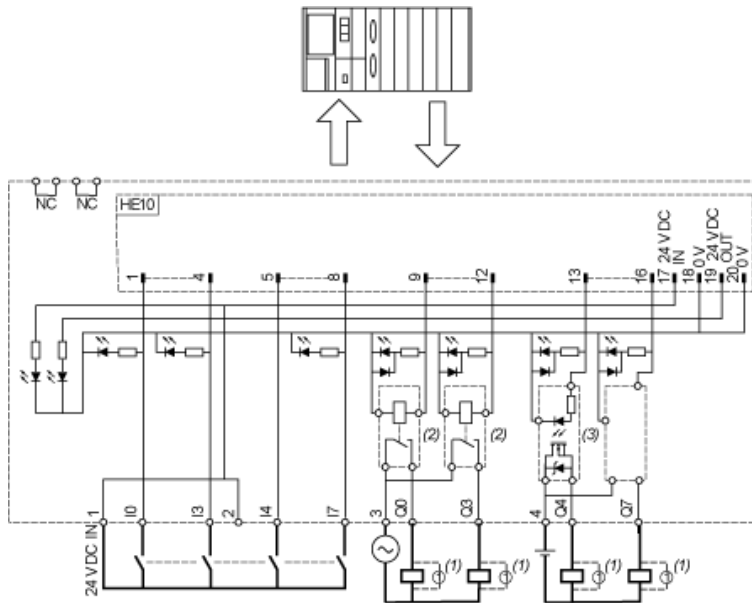 NC NC
HE10
1 4 5 8 9 12 13 16
17 24 VDC IN
18 0 V
19 24 VDC OUT
20 0 V
(2) (2) (3)
24 VDC IN 1 I0 I3 2 I4 I7 3 Q0 Q3 4 Q4 Q7
(1) (1) (1) (1)